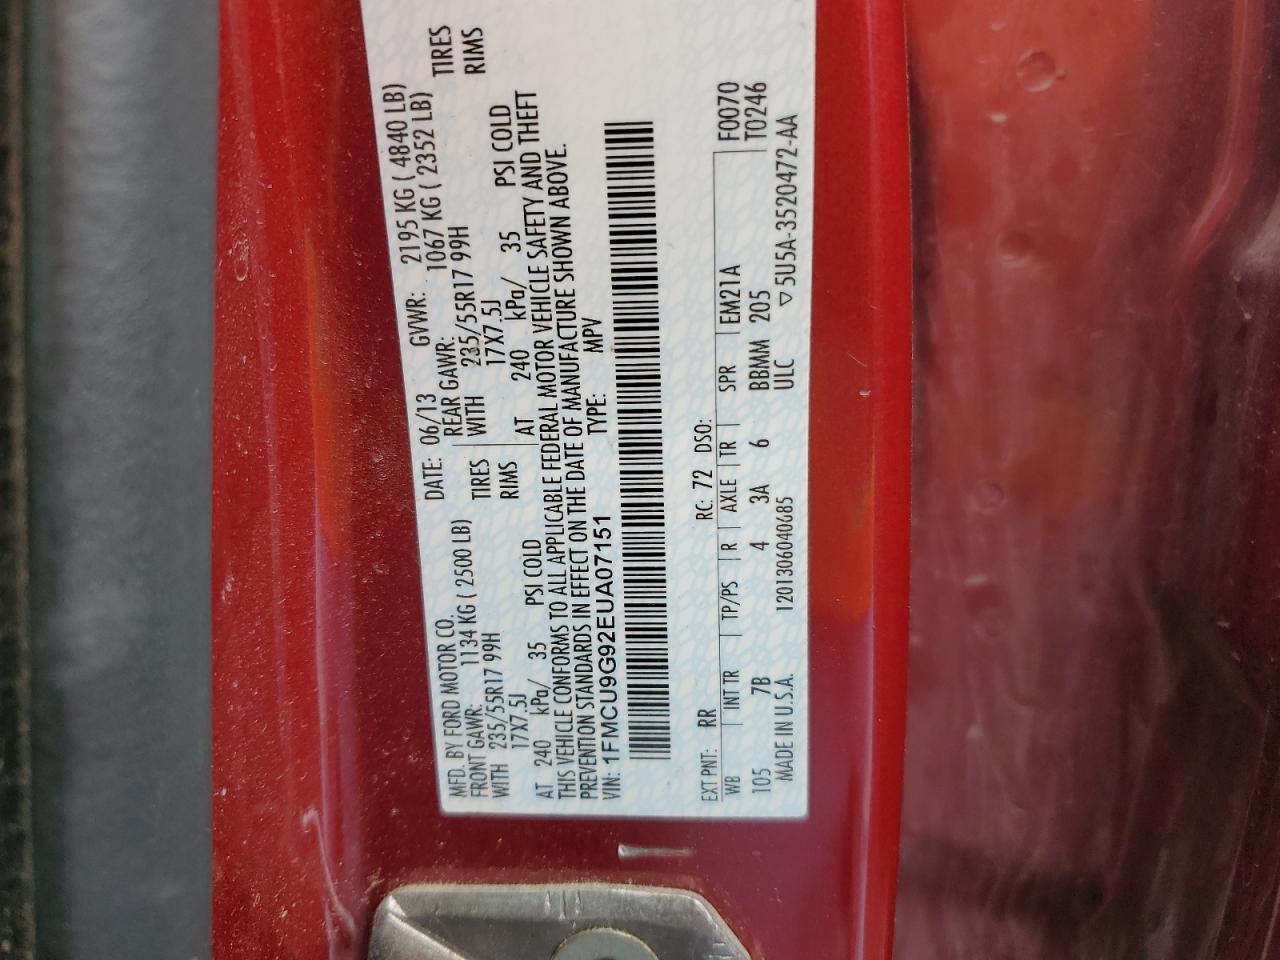 MFD. BY FORD MOTOR CO. DATE: 06/13 GVWR: 2195 KG ( 4840 LB)
FRONT GAWR: 1134 KG ( 2500 LB) REAR GAWR: 1067 KG ( 2352 LB)
WITH 235/55R17 99H TIRES WITH 235/55R17 99H TIRES
17X7.5J RIMS 17X7.5J RIMS
AT 240 kPa/ 35 PSI COLD AT 240 kPa/ 35 PSI COLD
THIS VEHICLE CONFORMS TO ALL APPLICABLE FEDERAL MOTOR VEHICLE SAFETY AND THEFT
PREVENTION STANDARDS IN EFFECT ON THE DATE OF MANUFACTURE SHOWN ABOVE.
VIN: 1FMCU9G92EUA07151 TYPE: MPV
EXT PNT: RR RC: 72 DSO: F0070
WB INT TR TP/PS R AXLE TR SPR EM21A T0246
105 7B 4 3A 6 BBMM 205
MADE IN U.S.A. 1201306040685 ULC ▽5U5A-3520472-AA